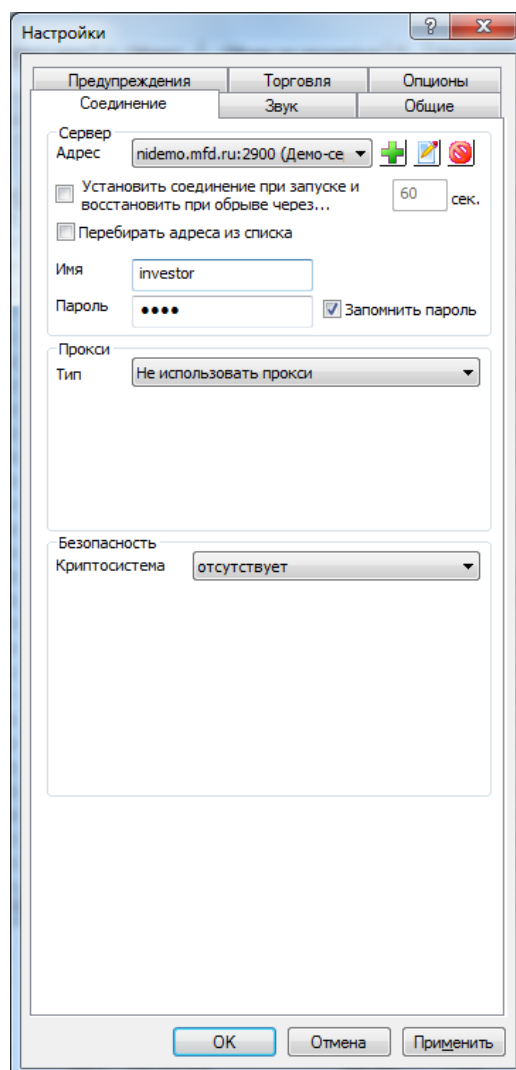 Настройки
Предупреждения Торговля Опционы
Соединение Звук Общие
Сервер
Адрес nidemo.mfd.ru:2900 (Демо-се
Установить соединение при запуске и
восстановить при обрыве через... 60 сек.
Перебирать адреса из списка
Имя investor
Пароль ●●●● Запомнить пароль
Прокси
Тип Не использовать прокси
Безопасность
Криптосистема отсутствует
OK Отмена Применить